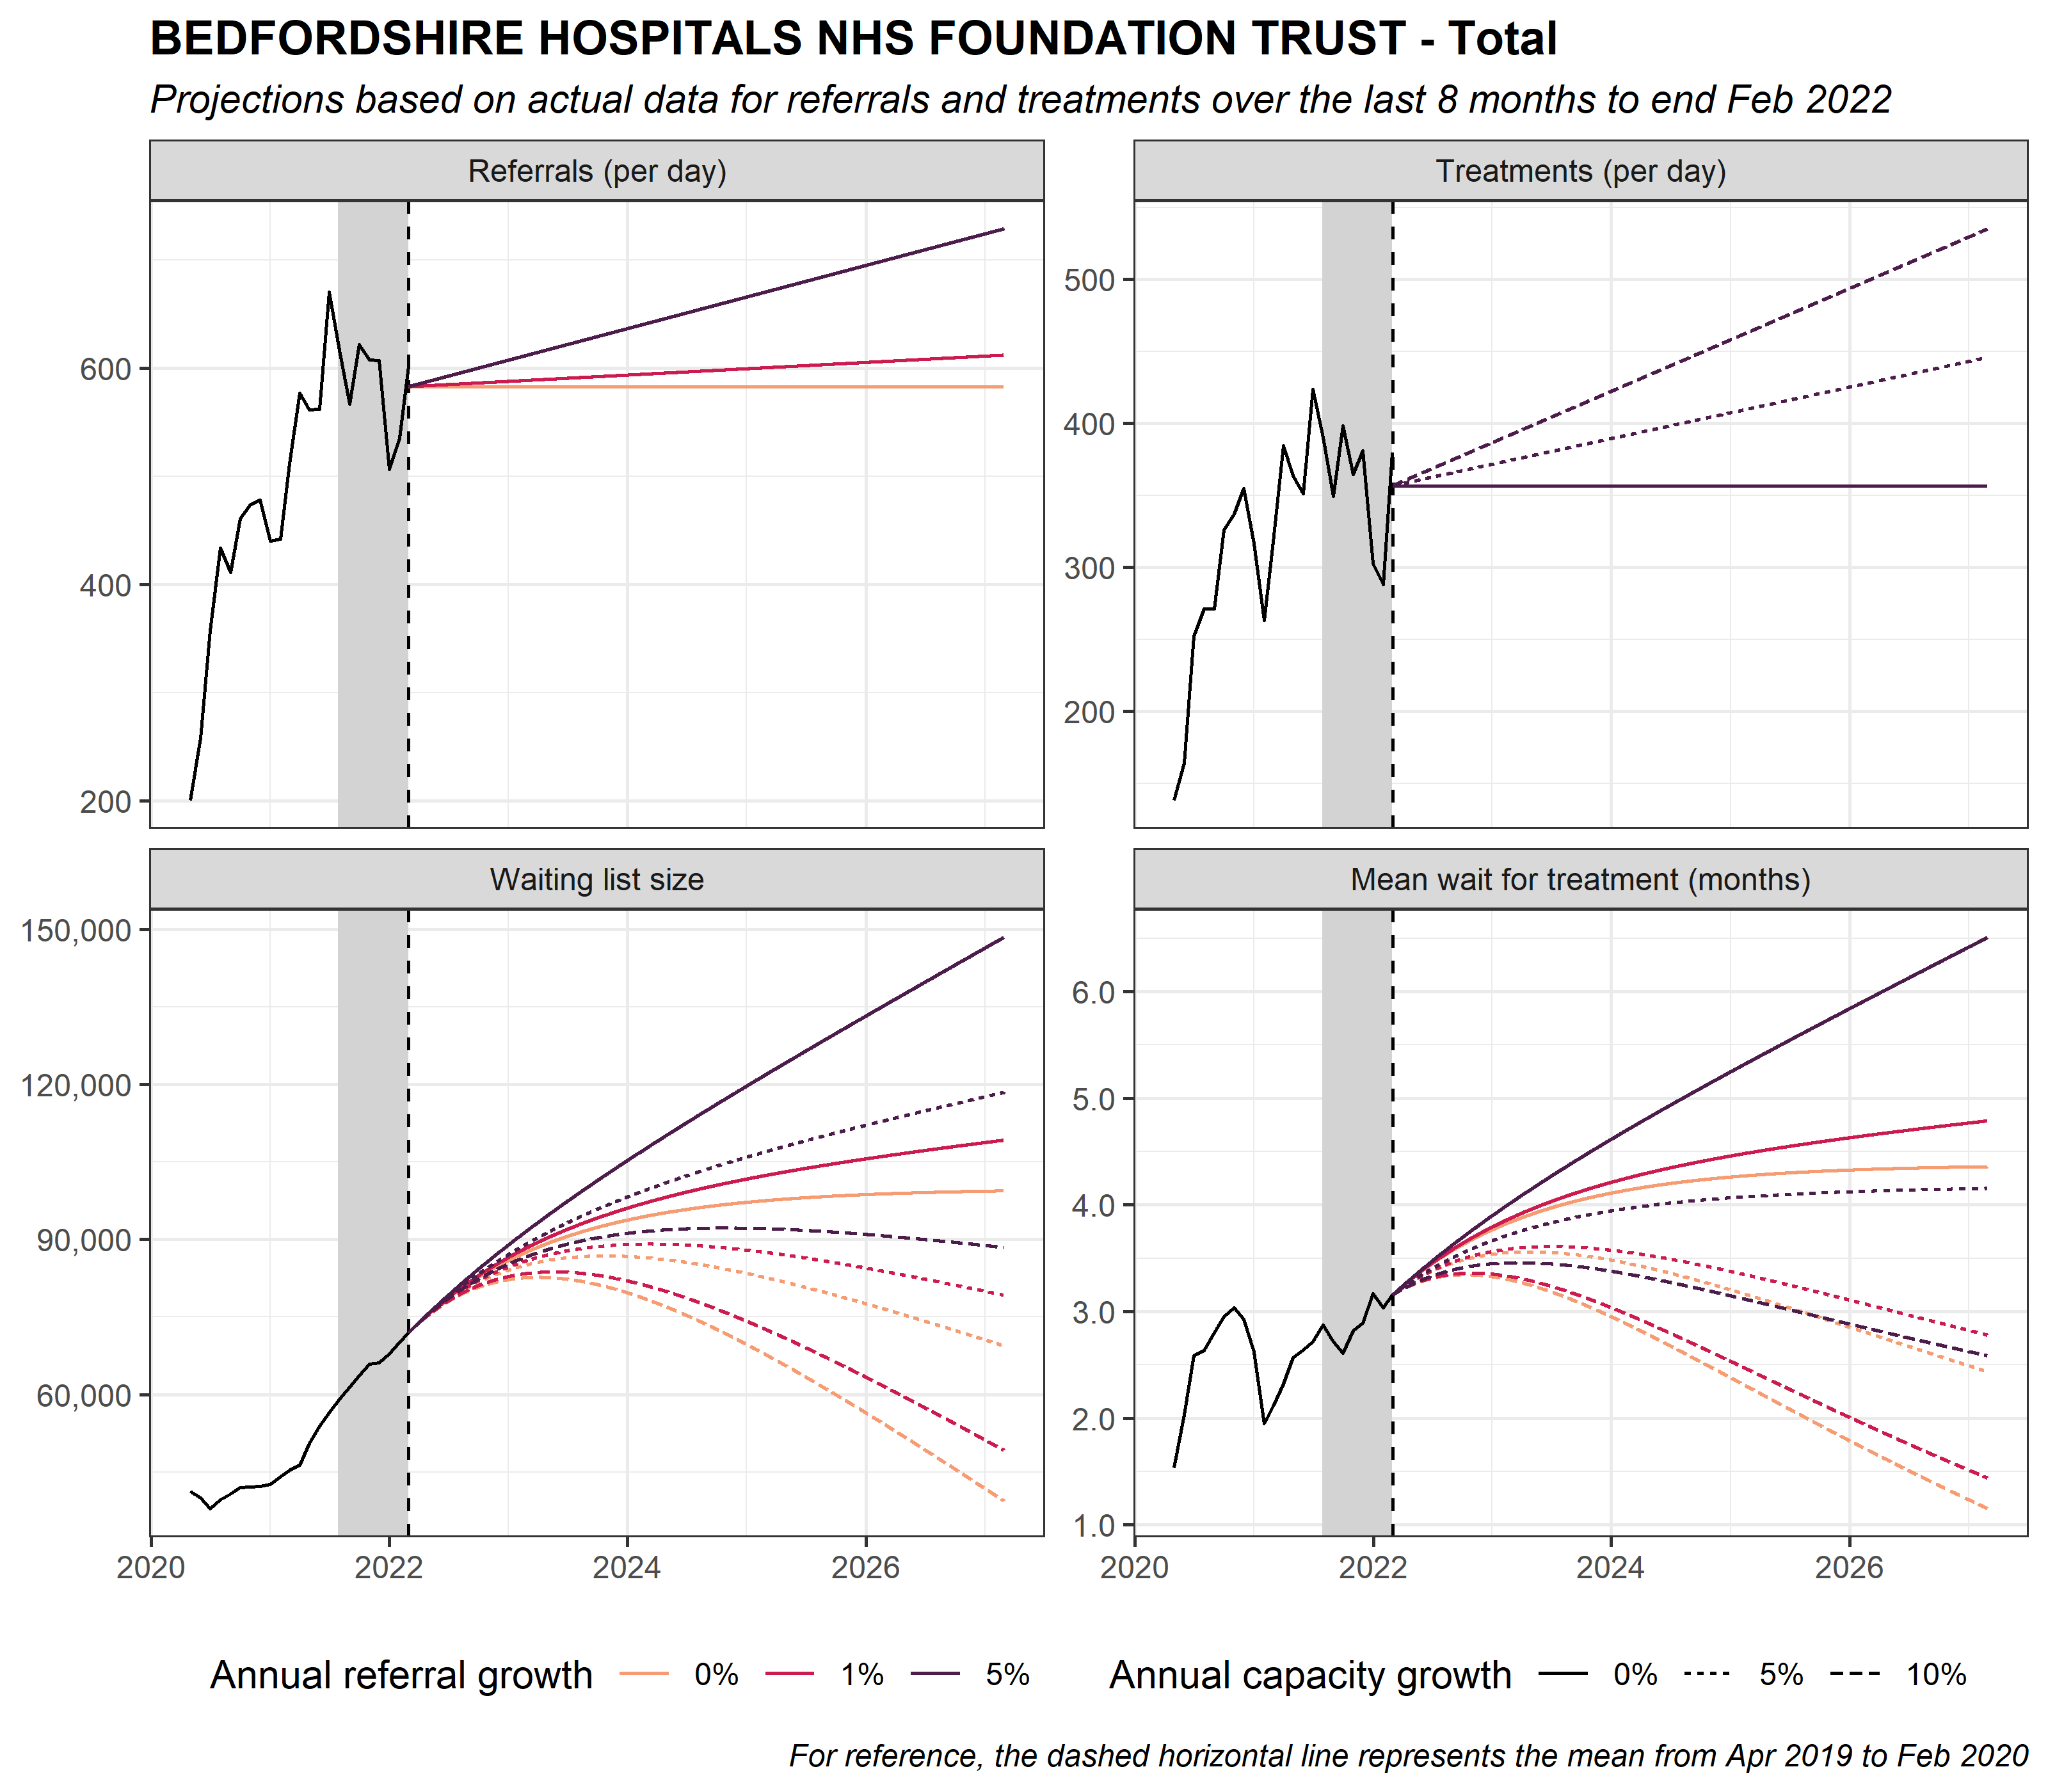 BEDFORDSHIRE HOSPITALS NHS FOUNDATION TRUST - Total
Projections based on actual data for referrals and treatments over the last 8 months to end Feb 2022
Referrals (per day)
600
400
200
Treatments (per day)
500
400
300
200
Waiting list size
150,000
120,000
90,000
60,000
2020 2022 2024 2026
Mean wait for treatment (months)
6.0
5.0
4.0
3.0
2.0
1.0
2020 2022 2024 2026
Annual referral growth 0% 1% 5%
Annual capacity growth 0% 5% 10%
For reference, the dashed horizontal line represents the mean from Apr 2019 to Feb 2020